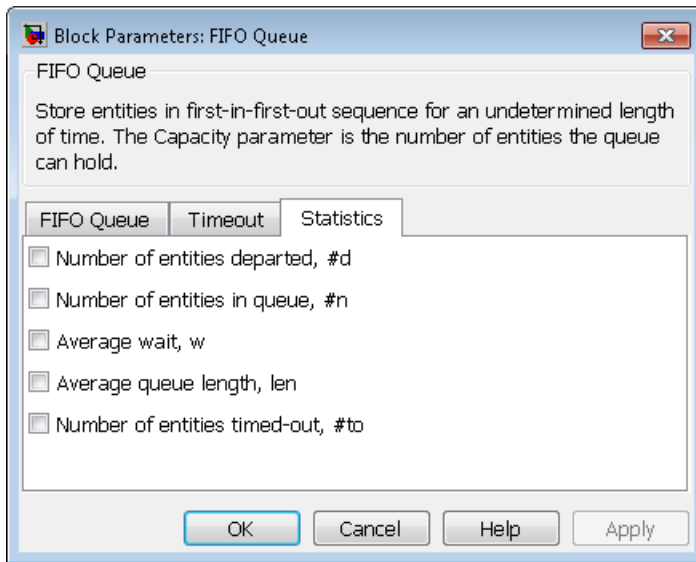 Block Parameters: FIFO Queue
FIFO Queue
Store entities in first-in-first-out sequence for an undetermined length
of time. The Capacity parameter is the number of entities the queue
can hold.
FIFO Queue Timeout Statistics
Number of entities departed, #d
Number of entities in queue, #n
Average wait, w
Average queue length, len
Number of entities timed-out, #to
OK Cancel Help Apply